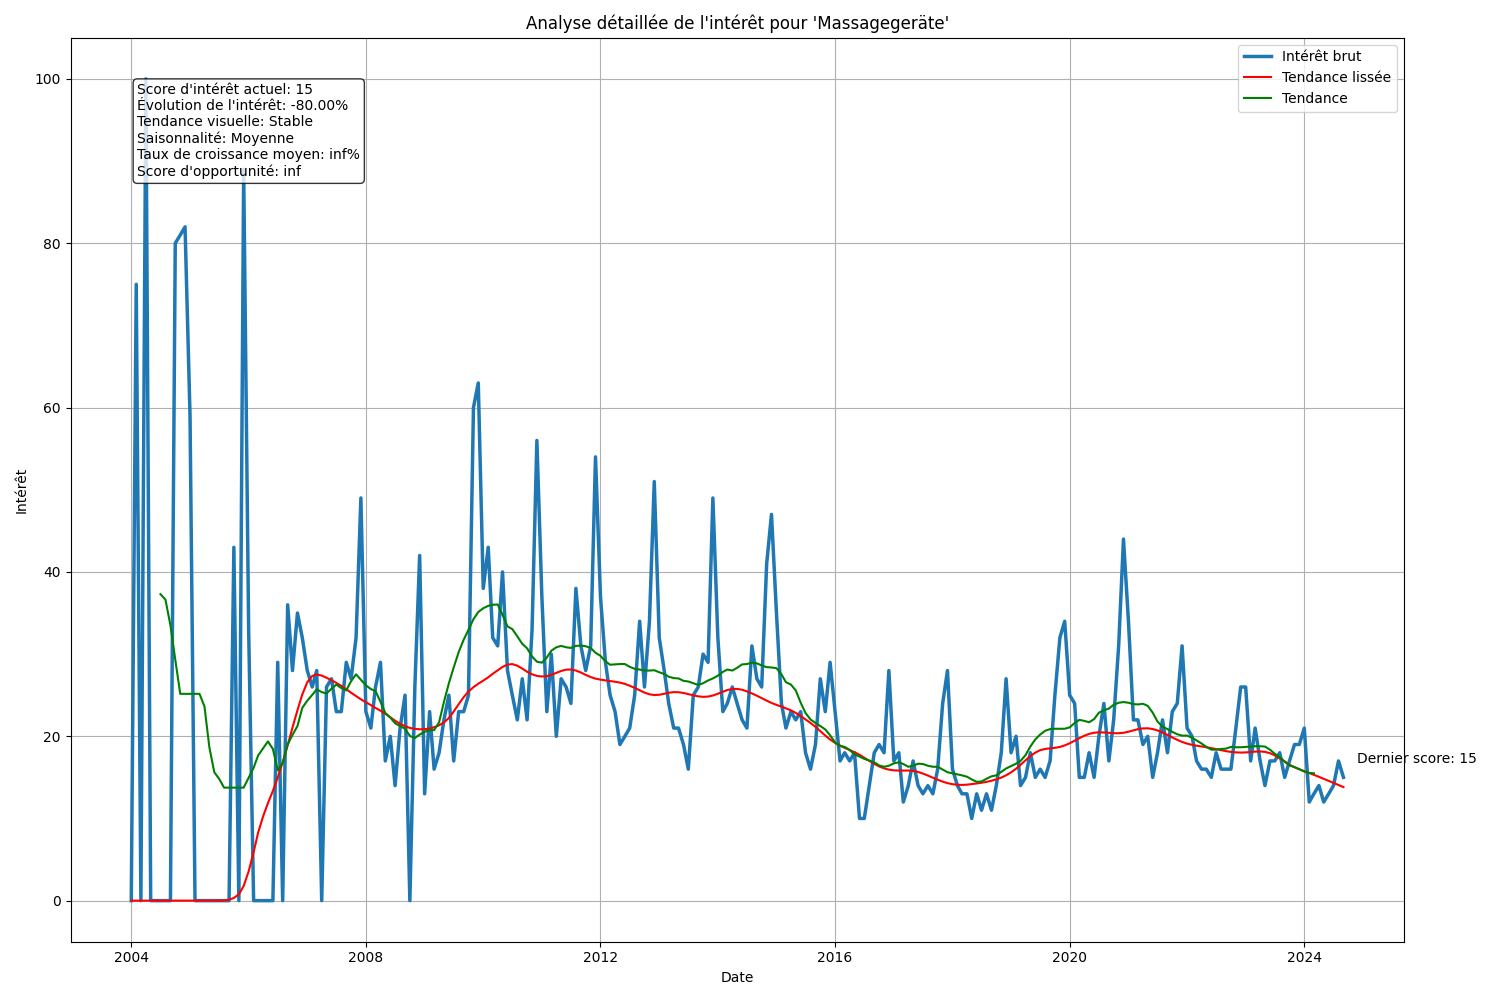 Analyse détaillée de l'intérêt pour 'Massagegeräte'
Intérêt brut
Tendance lissée
Tendance
Score d'intérêt actuel: 15
Évolution de l'intérêt: -80.00%
Tendance visuelle: Stable
Saisonnalité: Moyenne
Taux de croissance moyen: inf%
Score d'opportunité: inf
100
80
60
40
20
0
Intérêt
Dernier score: 15
2004
2008
2012
2016
2020
2024
Date